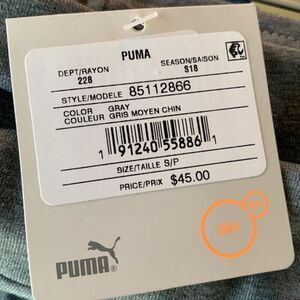 PUMA
DEPT/RAYON SEASON/SAISON
228 S18
STYLE/MODELE 85112866
COLOR GRAY
COULEUR GRIS MOYEN CHIN
1 91240 55886 1
SIZE/TAILLE S/P
PRICE/PRIX $45.00
PUMA®